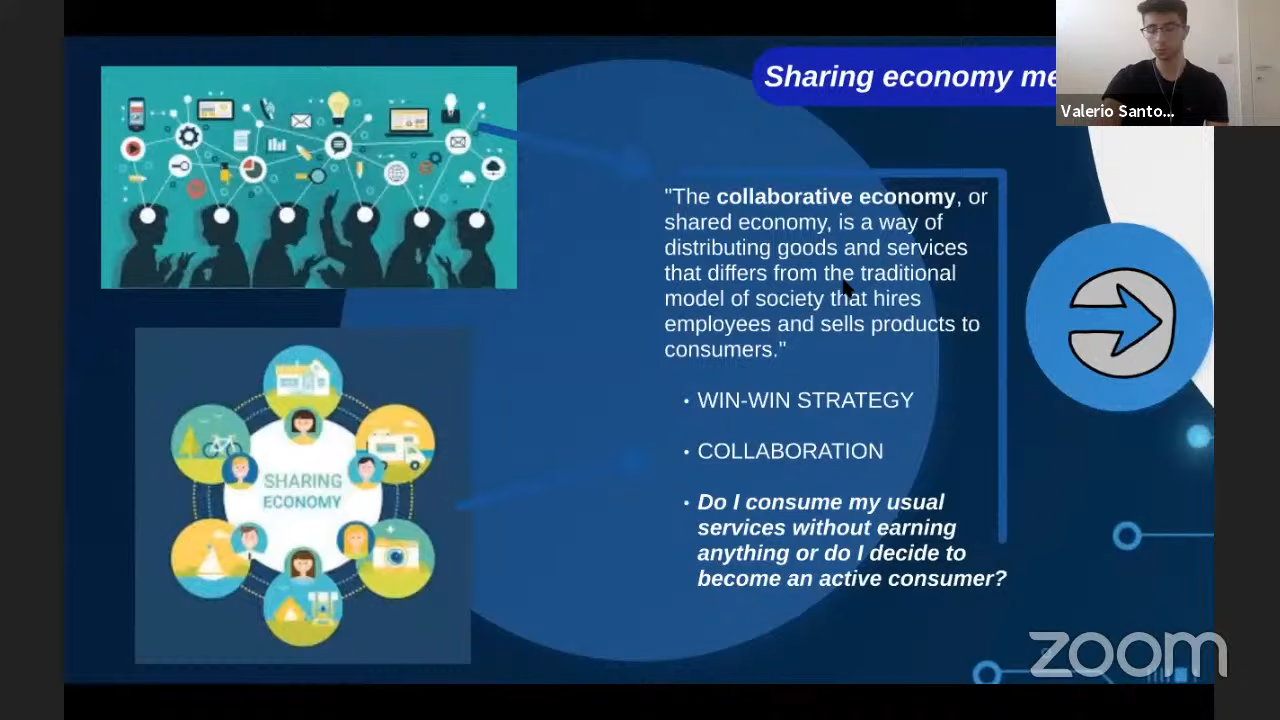 Sharing economy me
Valerio Santo...
"The collaborative economy, or
shared economy, is a way of
distributing goods and services
that differs from the traditional
model of society that hires
employees and sells products to
consumers."
• WIN-WIN STRATEGY
• COLLABORATION
• Do I consume my usual
services without earning
anything or do I decide to
become an active consumer?
SHARING
ECONOMY
zoom